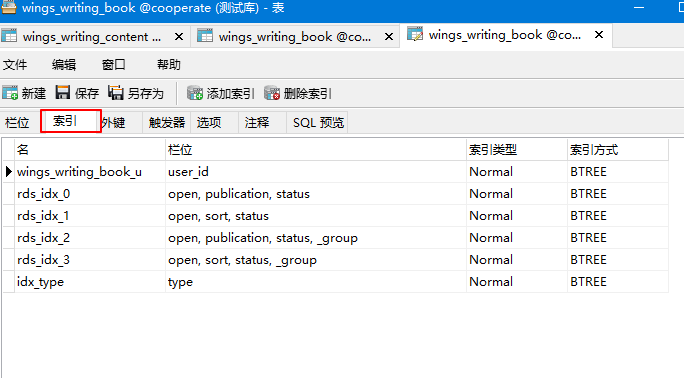 wings_writing_book @cooperate (测试库) - 表
wings_writing_content ... wings_writing_book @co... wings_writing_book @co...
文件 编辑 窗口 帮助
新建 保存 另存为 添加索引 删除索引
栏位 索引 外键 触发器 选项 注释 SQL 预览
名 栏位 索引类型 索引方式
wings_writing_book_u user_id Normal BTREE
rds_idx_0 open, publication, status Normal BTREE
rds_idx_1 open, sort, status Normal BTREE
rds_idx_2 open, publication, status, _group Normal BTREE
rds_idx_3 open, sort, status, _group Normal BTREE
idx_type type Normal BTREE